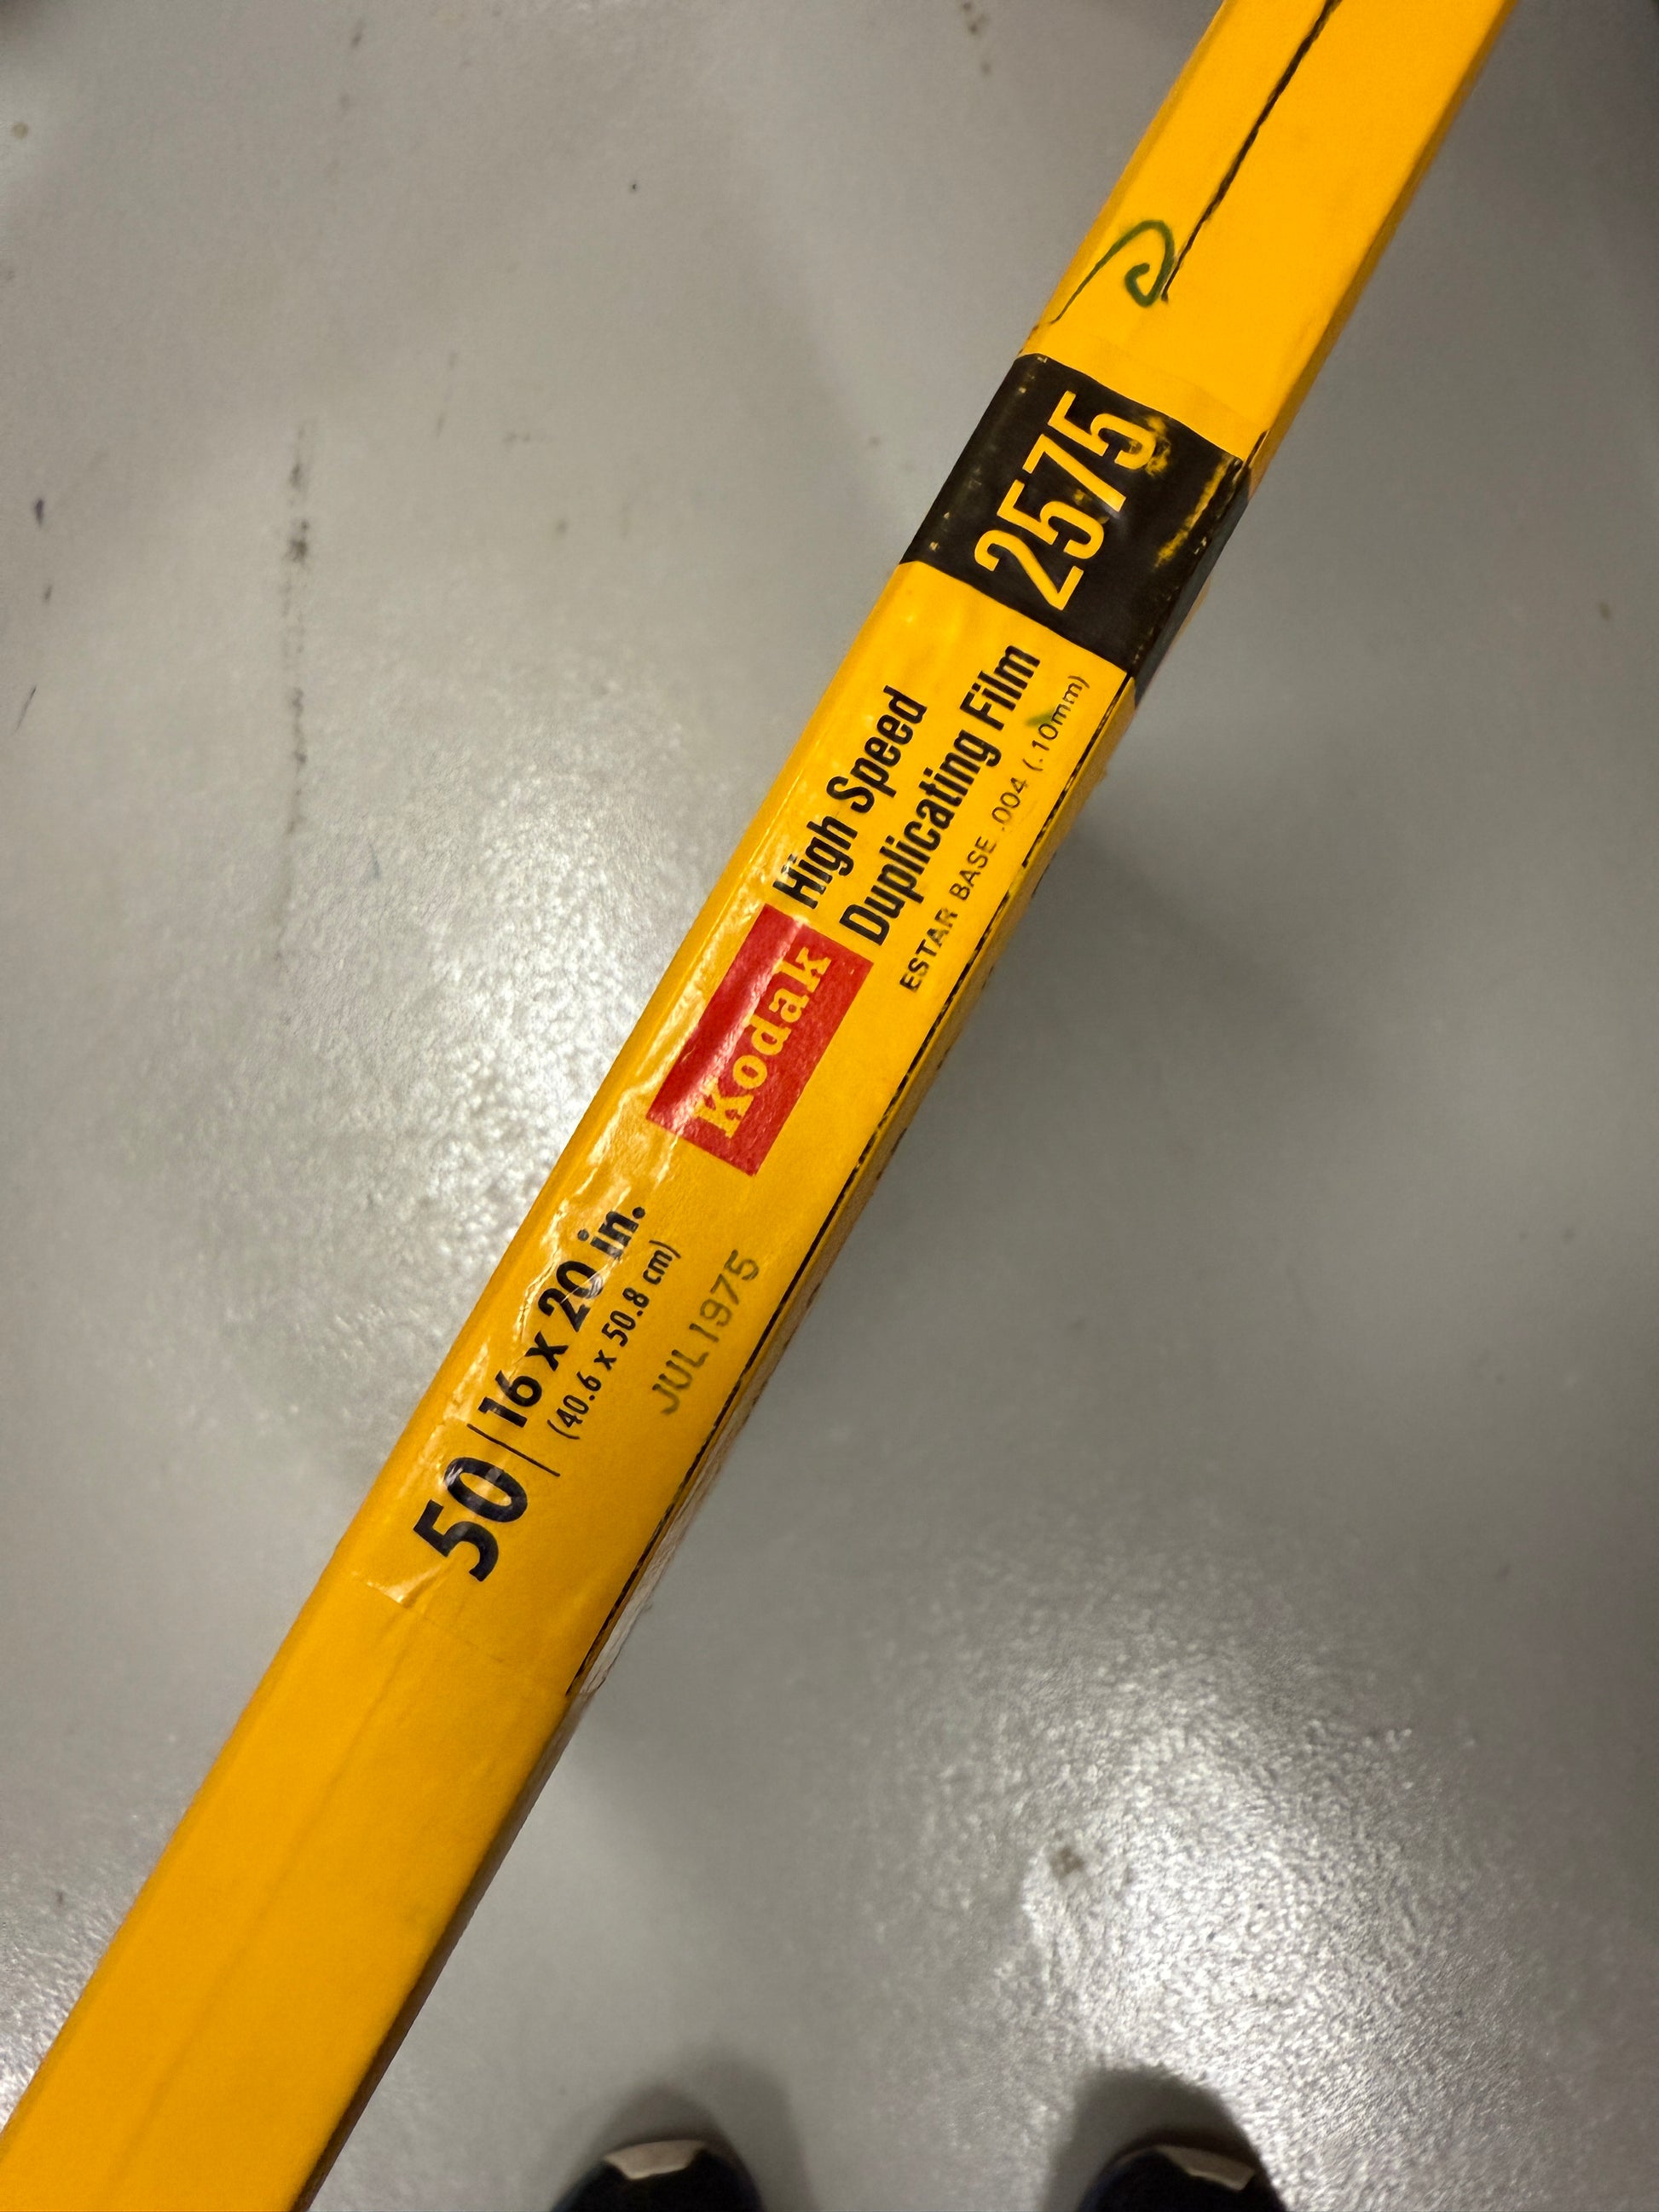 50 | 16 x 20 in.
(40.6 x 50.8 cm)
JUL 1975
Kodak
High Speed
Duplicating Film
ESTAR BASE .004 (.10mm)
2575